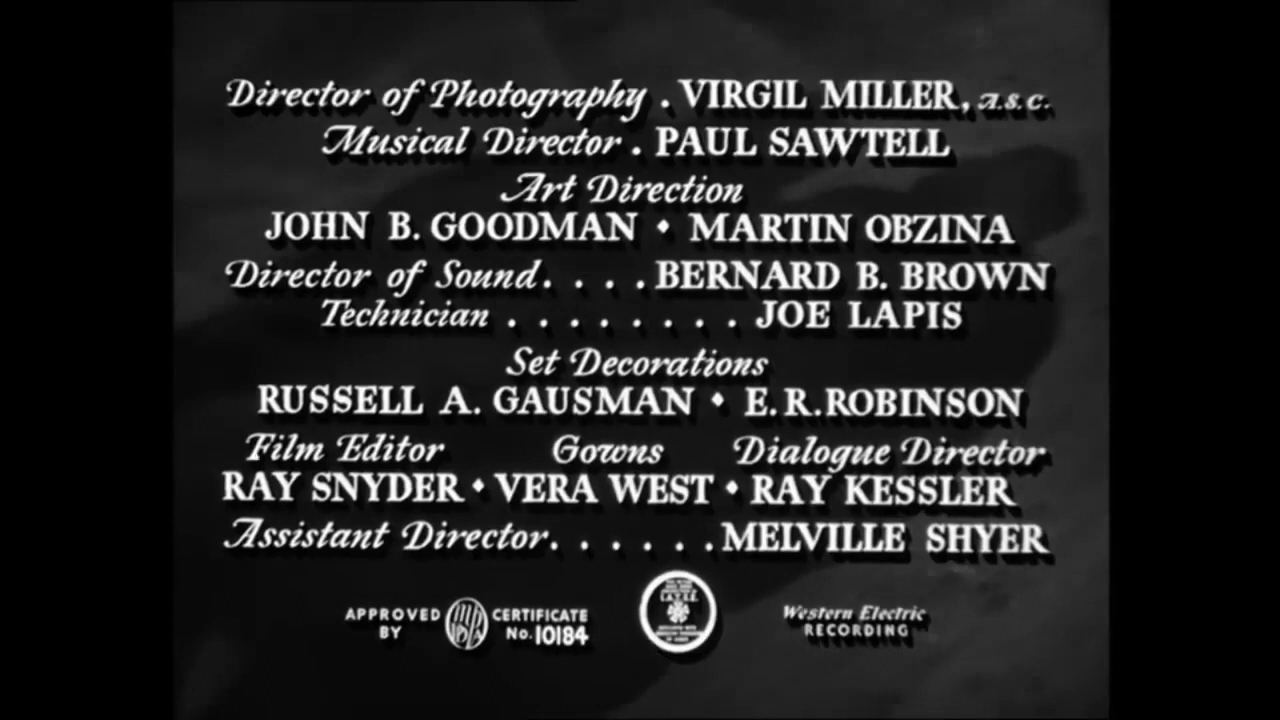 Director of Photography . VIRGIL MILLER, A.S.C.
Musical Director . PAUL SAWTELL
Art Direction
JOHN B. GOODMAN • MARTIN OBZINA
Director of Sound. . . . BERNARD B. BROWN
Technician . . . . . . . . JOE LAPIS
Set Decorations
RUSSELL A. GAUSMAN • E.R. ROBINSON
Film Editor Gowns Dialogue Director
RAY SNYDER • VERA WEST • RAY KESSLER
Assistant Director. . . . . . MELVILLE SHYER
APPROVED BY CERTIFICATE No. 10184
I.A.T.S.E.
Western Electric
RECORDING